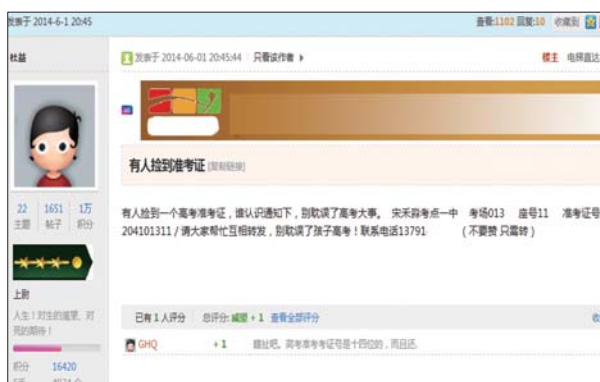 发表于 2014-6-1 20:45
查看:1102 回复:10 收藏到
杜益
发表于 2014-06-01 20:45:44 只看该作者
楼主 电梯直达
有人捡到准考证 [复制链接]
22 1651 1万
主题 帖子 积分
有人捡到一个高考准考证，谁认识通知下，别耽误了高考大事。 宋禾淼考点一中 考场013 座号11 准考证号
204101311 / 请大家帮忙互相转发，别耽误了孩子高考！联系电话13791 （不要赞 只需转）
上尉
人生！对生的渴望、对
死的期待！
已有 1 人评分 总评分: 威望 + 1 查看全部评分
收
GHQ + 1 瞎扯吧。高考准考证号是十四位的，而且还
积分 16420